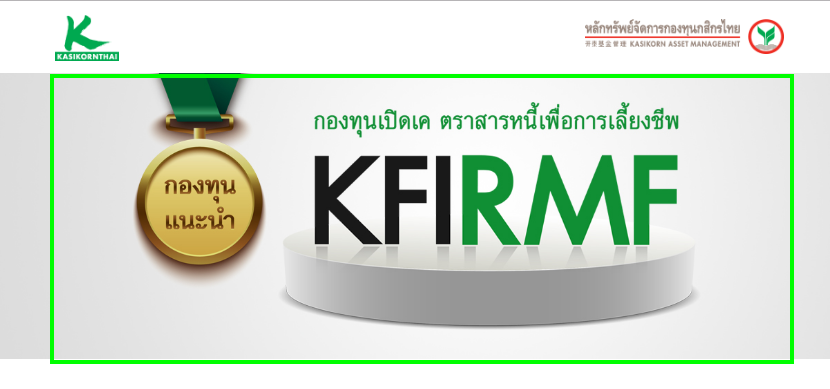 KASIKORNTHAI
หลักทรัพย์จัดการกองทุนกสิกรไทย
KASIKORN ASSET MANAGEMENT
กองทุนเปิดเค ตราสารหนี้เพื่อการเลี้ยงชีพ
KFIRMF
กองทุน
แนะนำ